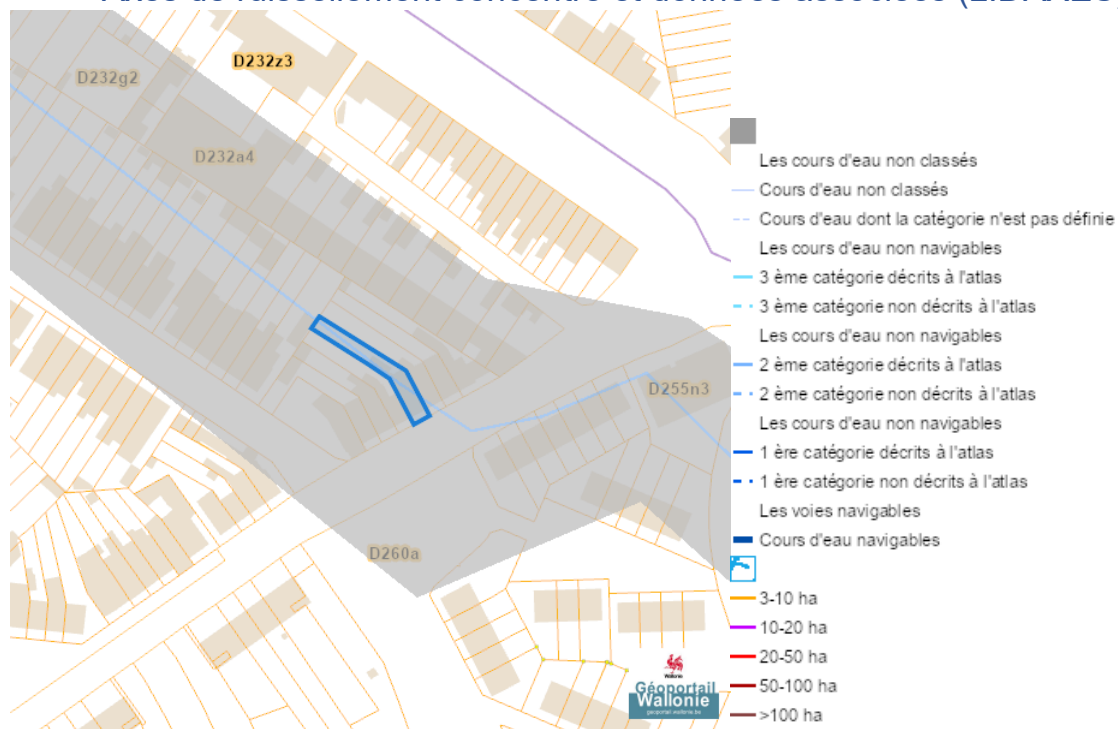 D232z3
D232g2
D232a4
D255n3
D260a
Les cours d'eau non classés
Cours d'eau non classés
Cours d'eau dont la catégorie n'est pas définie
Les cours d'eau non navigables
3 ème catégorie décrits à l'atlas
3 ème catégorie non décrits à l'atlas
Les cours d'eau non navigables
2 ème catégorie décrits à l'atlas
2 ème catégorie non décrits à l'atlas
Les cours d'eau non navigables
1 ère catégorie décrits à l'atlas
1 ère catégorie non décrits à l'atlas
Les voies navigables
Cours d'eau navigables
3-10 ha
10-20 ha
20-50 ha
50-100 ha
>100 ha
Wallonie
Géoportail
Wallonie
geoportail.wallonie.be